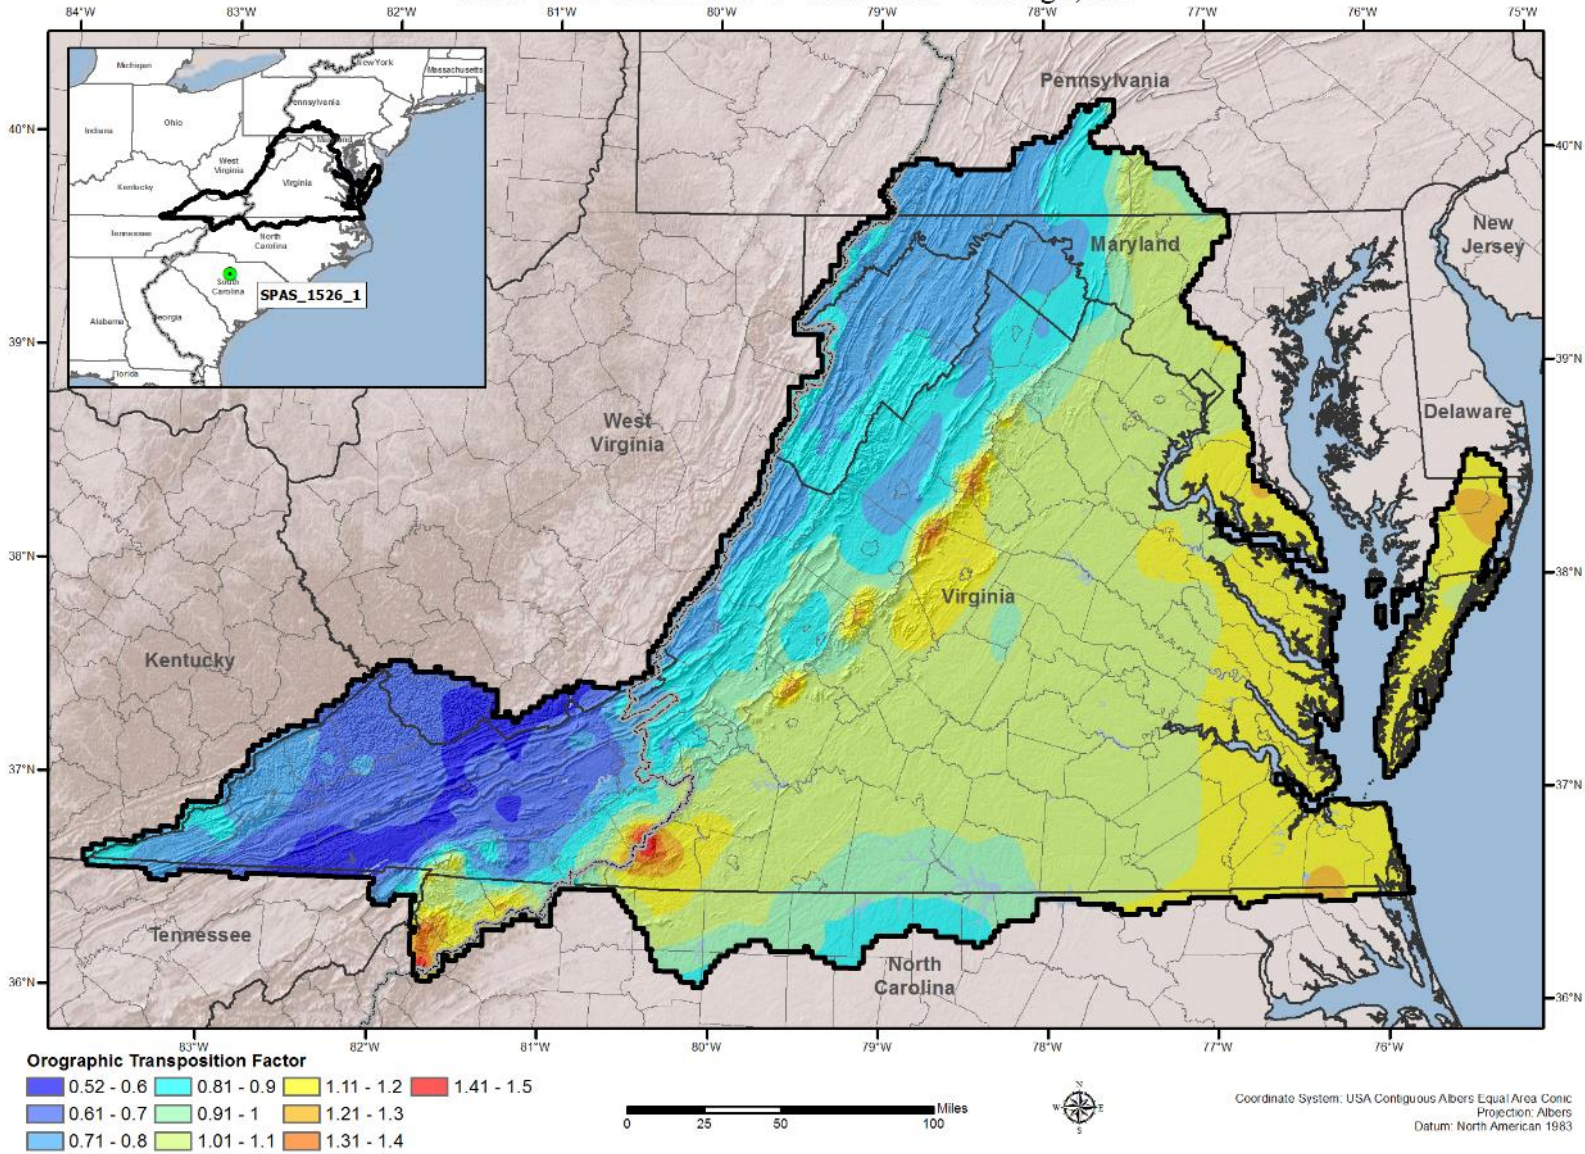 84°W 83°W 82°W 81°W 80°W 79°W 78°W 77°W 76°W 75°W
Michigan
New York
Massachusetts
Pennsylvania
Indiana
Ohio
West
Virginia
Kentucky
Virginia
Tennessee
North
Carolina
South
Carolina
SPAS_1526_1
Alabama
Georgia
Florida
Pennsylvania
40°N 40°N
Maryland
New
Jersey
39°N 39°N
West
Virginia
Delaware
38°N 38°N
Virginia
Kentucky
37°N 37°N
Tennessee
North
Carolina
36°N 36°N
83°W 82°W 81°W 80°W 79°W 78°W 77°W 76°W
Orographic Transposition Factor
0.52 - 0.6 0.81 - 0.9 1.11 - 1.2 1.41 - 1.5
0.61 - 0.7 0.91 - 1 1.21 - 1.3
0.71 - 0.8 1.01 - 1.1 1.31 - 1.4
Miles
0 25 50 100
N
W E
S
Coordinate System: USA Contiguous Albers Equal Area Conic
Projection: Albers
Datum: North American 1983